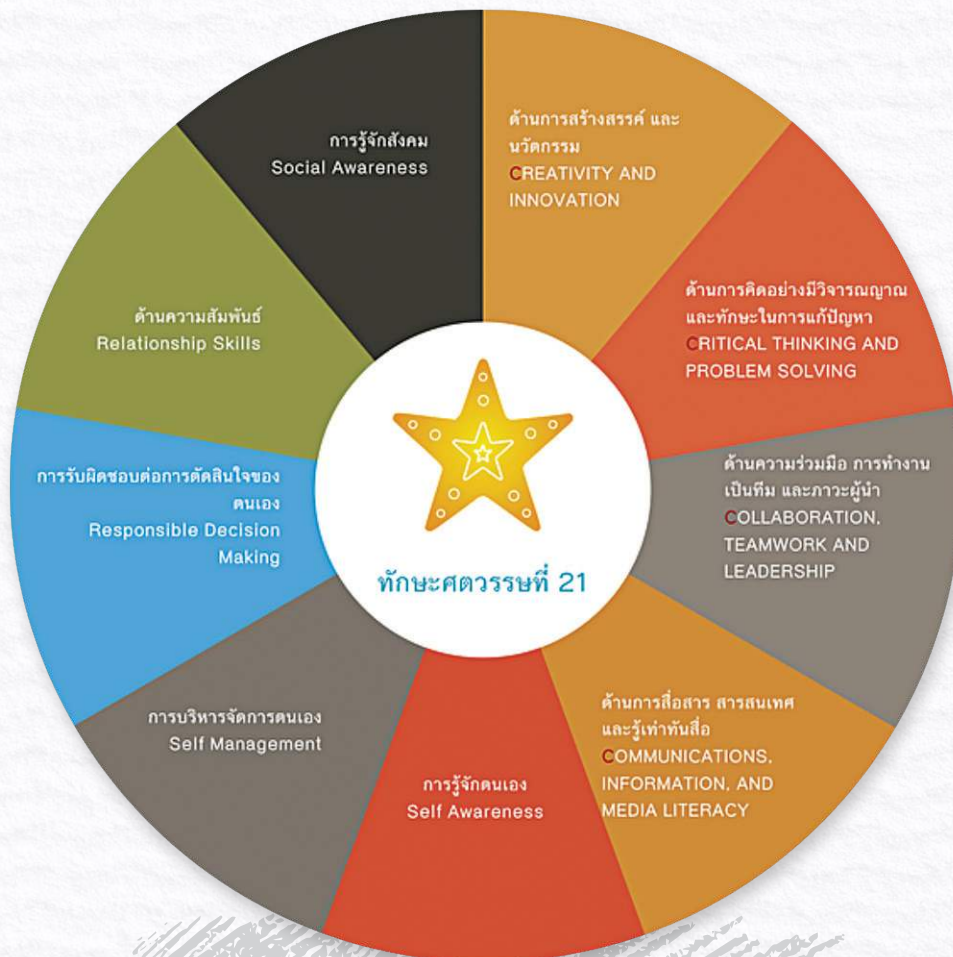 ด้านการสร้างสรรค์ และ
นวัตกรรม
CREATIVITY AND
INNOVATION
ด้านการคิดอย่างมีวิจารณญาณ
และทักษะในการแก้ปัญหา
CRITICAL THINKING AND
PROBLEM SOLVING
ด้านความร่วมมือ การทำงาน
เป็นทีม และภาวะผู้นำ
COLLABORATION,
TEAMWORK AND
LEADERSHIP
ด้านการสื่อสาร สารสนเทศ
และรู้เท่าทันสื่อ
COMMUNICATIONS,
INFORMATION, AND
MEDIA LITERACY
การรู้จักตนเอง
Self Awareness
การบริหารจัดการตนเอง
Self Management
การรับผิดชอบต่อการตัดสินใจของ
ตนเอง
Responsible Decision
Making
ด้านความสัมพันธ์
Relationship Skills
การรู้จักสังคม
Social Awareness
ทักษะศตวรรษที่ 21